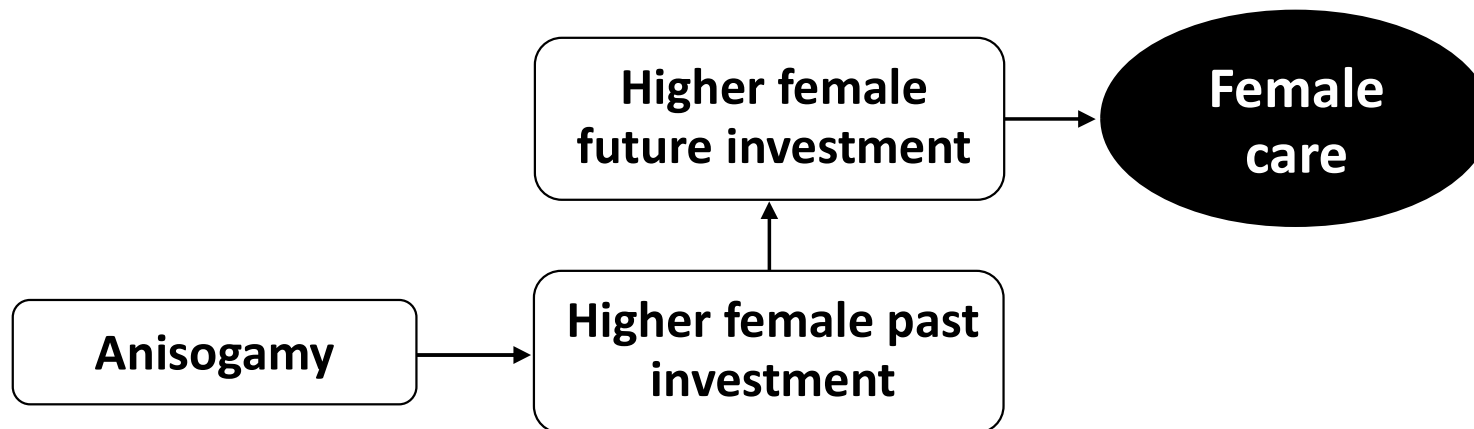 Higher female
future investment
Female
care
Anisogamy
Higher female past
investment